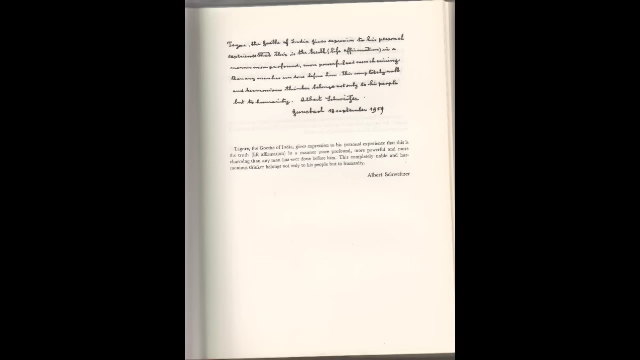 Tagore, the Goethe of India gives expression to his personal
experience that this is the truth (life affirmation) in a
manner more profound, more powerful and more charming
than any man has ever done before him. This completely noble
and harmonious thinker belongs not only to his people
but to humanity. Albert Schweitzer
Gunsbach 18 september 1959
Tagore, the Goethe of India, gives expression to his personal experience that this is
the truth (life affirmation) in a manner more profound, more powerful and more
charming than any man has ever done before him. This completely noble and har-
monious thinker belongs not only to his people but to humanity.
Albert Schweitzer